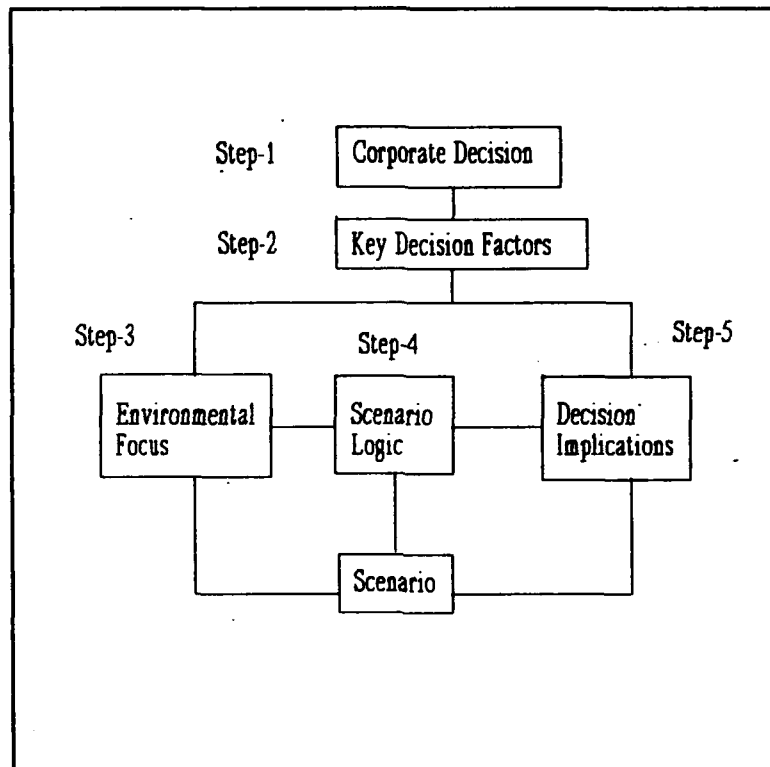 Step-1
Corporate Decision
Step-2
Key Decision Factors
Step-3
Step-4
Step-5
Environmental
Focus
Scenario
Logic
Decision
Implications
Scenario